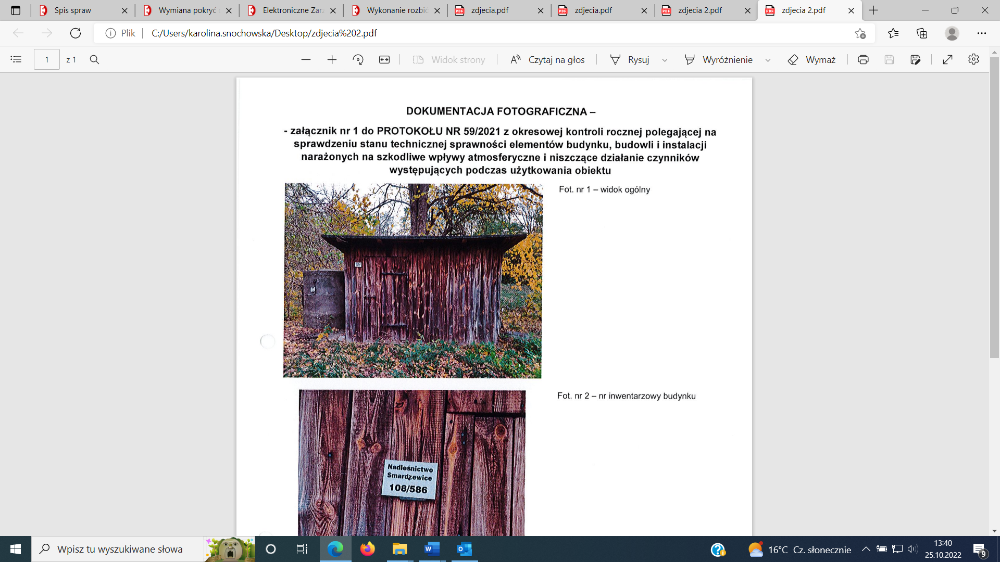 Spis spraw
Wymiana pokryć
Elektroniczne Zarz
Wykonanie rozbió
zdjecia.pdf
zdjecia.pdf
zdjecia 2.pdf
zdjecia 2.pdf
Plik
C:/Users/karolina.snochowska/Desktop/zdjecia%202.pdf
1
z 1
Widok strony
Czytaj na głos
Rysuj
Wyróżnienie
Wymaż
DOKUMENTACJA FOTOGRAFICZNA –
- załącznik nr 1 do PROTOKOŁU NR 59/2021 z okresowej kontroli rocznej polegającej na
sprawdzeniu stanu technicznej sprawności elementów budynku, budowli i instalacji
narażonych na szkodliwe wpływy atmosferyczne i niszczące działanie czynników
występujących podczas użytkowania obiektu
Fot. nr 1 – widok ogólny
Fot. nr 2 – nr inwentarzowy budynku
Nadleśnictwo
Smardzewice
108/586
Wpisz tu wyszukiwane słowa
16°C Cz. słonecznie
13:40
25.10.2022
9